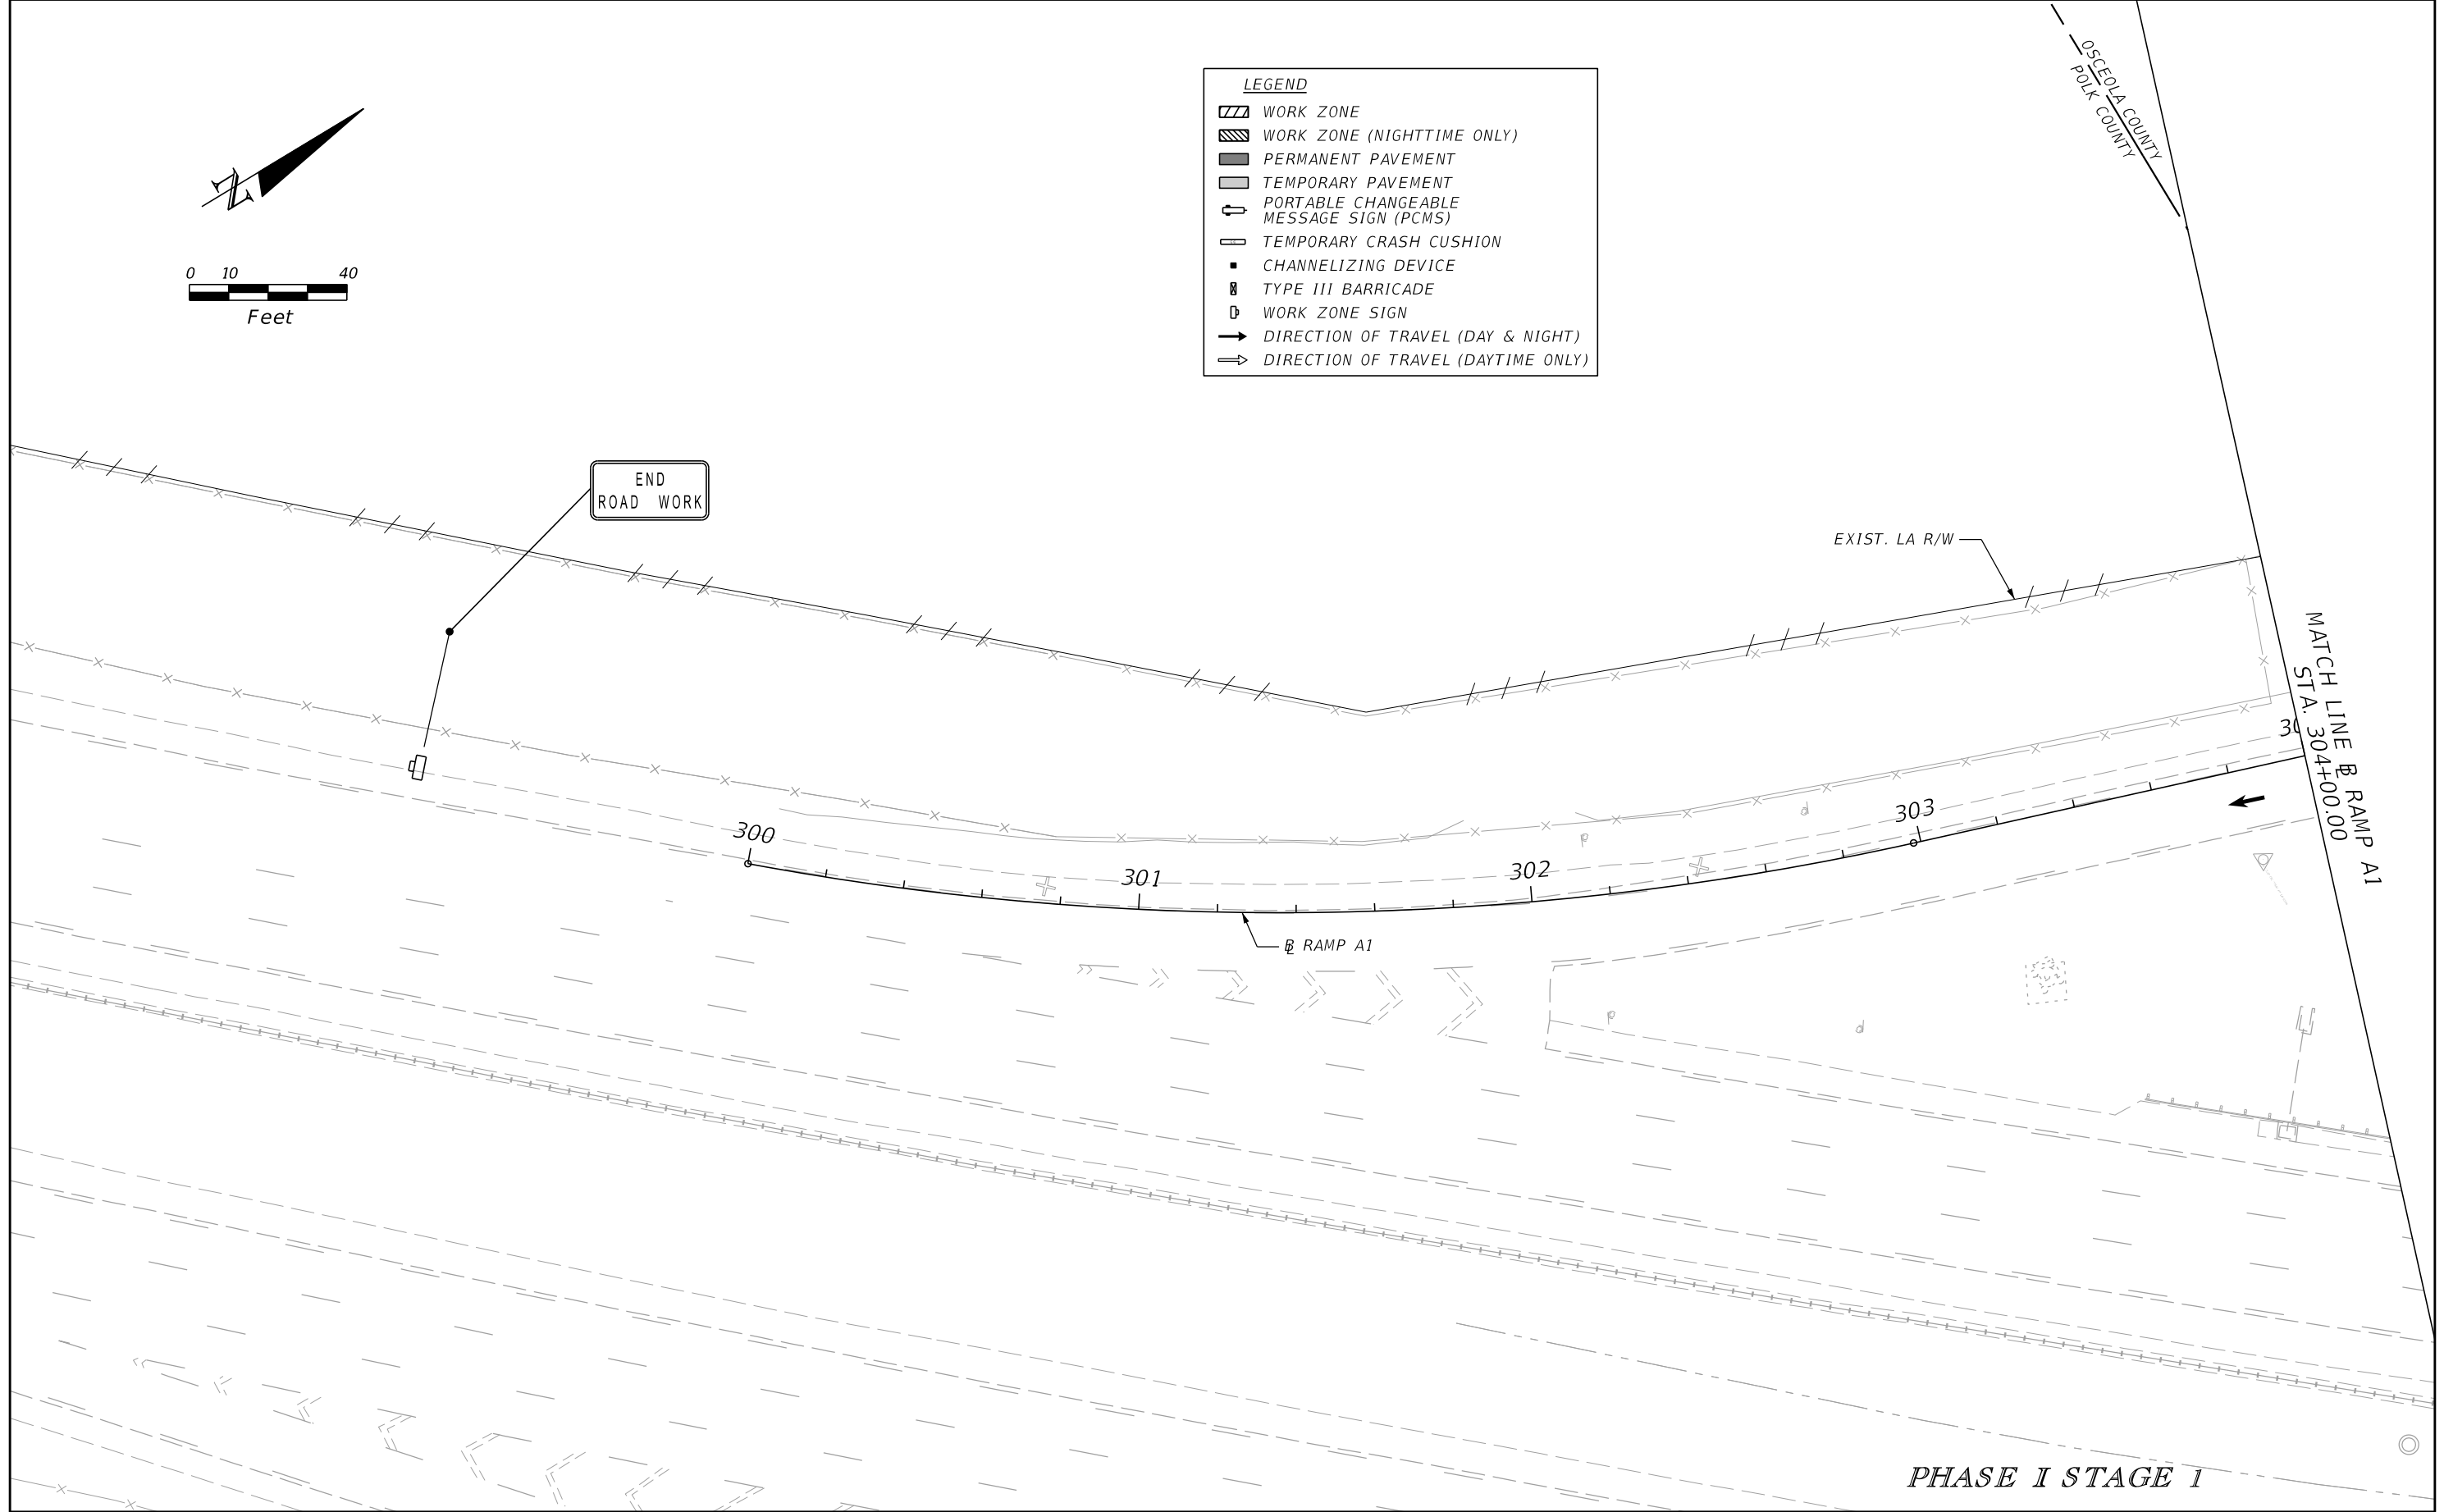 OSCEOLA COUNTY
POLK COUNTY
LEGEND
WORK ZONE
WORK ZONE (NIGHTTIME ONLY)
PERMANENT PAVEMENT
TEMPORARY PAVEMENT
PORTABLE CHANGEABLE
MESSAGE SIGN (PCMS)
TEMPORARY CRASH CUSHION
CHANNELIZING DEVICE
TYPE III BARRICADE
WORK ZONE SIGN
DIRECTION OF TRAVEL (DAY & NIGHT)
DIRECTION OF TRAVEL (DAYTIME ONLY)
N
0 10 40
Feet
END
ROAD WORK
EXIST. LA R/W
MATCH LINE BL RAMP A1
STA. 304+00.00
300
301
302
303
BL RAMP A1
PHASE I STAGE 1